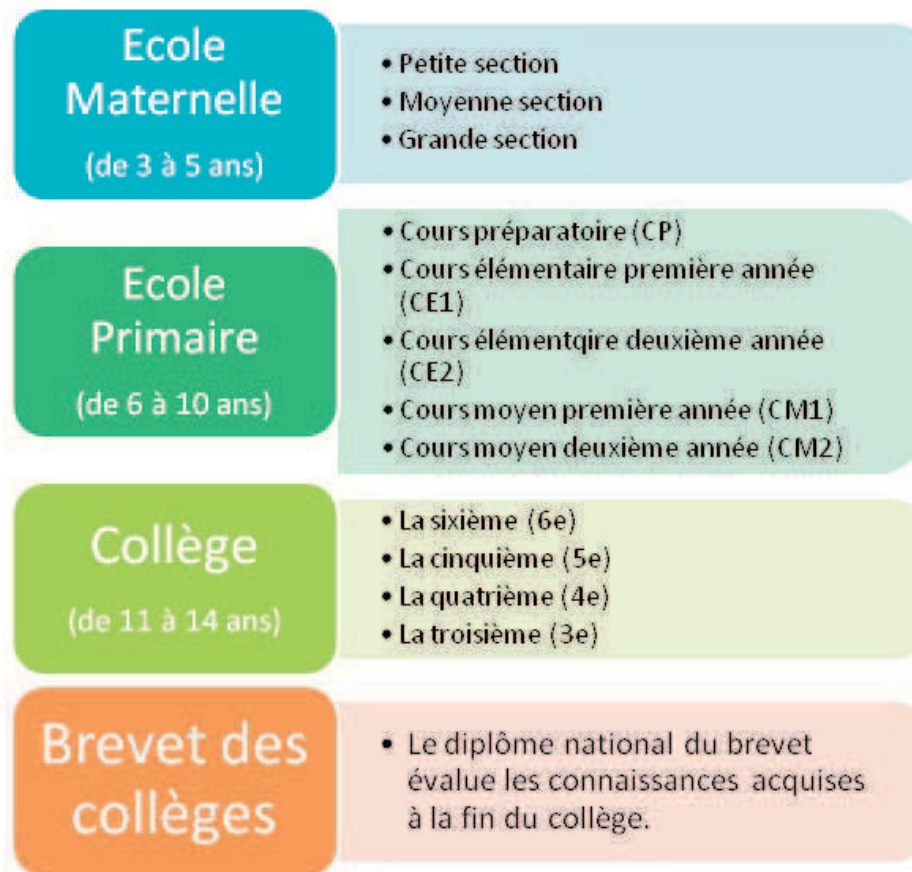 Ecole
Maternelle
(de 3 à 5 ans)
• Petite section
• Moyenne section
• Grande section
Ecole
Primaire
(de 6 à 10 ans)
• Cours préparatoire (CP)
• Cours élémentaire première année
(CE1)
• Cours élémentqire deuxième année
(CE2)
• Cours moyen première année (CM1)
• Cours moyen deuxième année (CM2)
Collège
(de 11 à 14 ans)
• La sixième (6e)
• La cinquième (5e)
• La quatrième (4e)
• La troisième (3e)
Brevet des
collèges
• Le diplôme national du brevet
évalue les connaissances acquises
à la fin du collège.